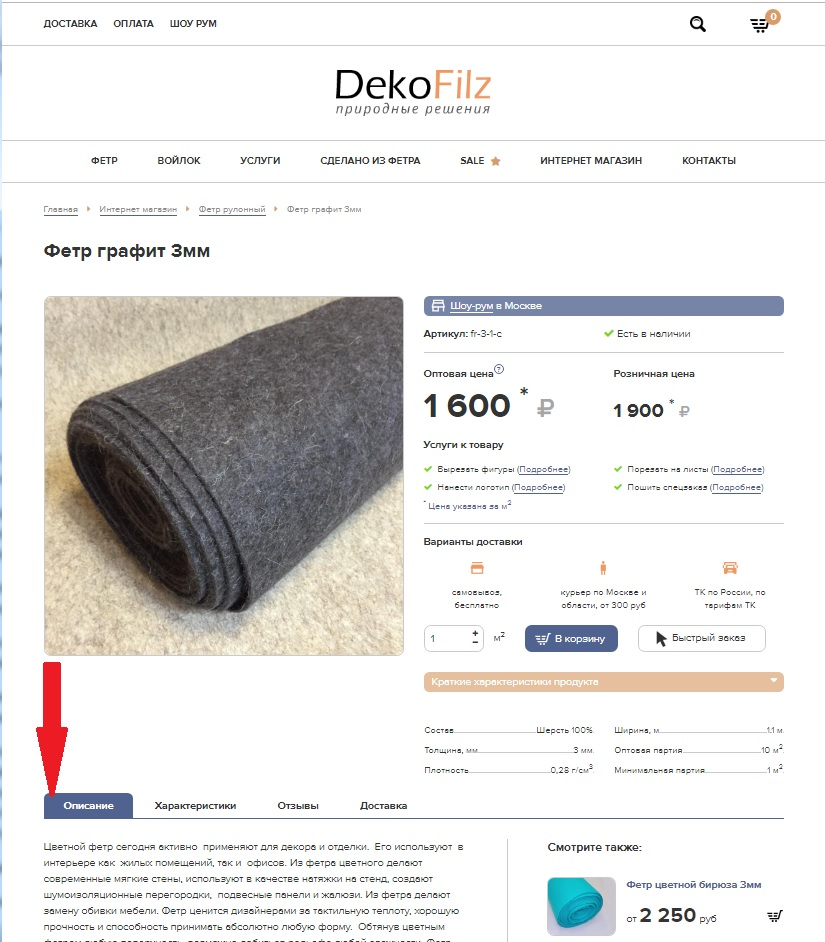 ДОСТАВКА ОПЛАТА ШОУ РУМ 0
DekoFilz
природные решения
ФЕТР ВОЙЛОК УСЛУГИ СДЕЛАНО ИЗ ФЕТРА SALE ИНТЕРНЕТ МАГАЗИН КОНТАКТЫ
Главная Интернет магазин Фетр рулонный Фетр графит 3мм
Фетр графит 3мм
Шоу-рум в Москве
Артикул: fr-3-1-c Есть в наличии
Оптовая цена? Розничная цена
1 600 * ₽ 1 900 * ₽
Услуги к товару
Вырезать фигуры (Подробнее) Порезать на листы (Подробнее)
Нанести логотип (Подробнее) Пошить спецзаказ (Подробнее)
* Цена указана за м2
Варианты доставки
самовывоз, курьер по Москве и ТК по России, по
бесплатно области, от 300 руб тарифам ТК
1 + - м2 В корзину Быстрый заказ
Краткие характеристики продукта
Состав Шерсть 100% Ширина, м 1,1 м.
Толщина, мм 3 мм. Оптовая партия 10 м2
Плотность 0,28 г/см3 Минимальная партия 1 м2
Описание Характеристики Отзывы Доставка
Цветной фетр сегодня активно применяют для декора и отделки. Его используют в
интерьере как жилых помещений, так и офисов. Из фетра цветного делают
современные мягкие стены, используют в качестве натяжки на стенд, создают
шумоизоляционные перегородки, подвесные панели и жалюзи. Из фетра делают
замену обивки мебели. Фетр ценится дизайнерами за тактильную теплоту, хорошую
прочность и способность принимать абсолютно любую форму. Обтянув цветным
Смотрите также:
Фетр цветной бирюза 3мм
от 2 250 руб